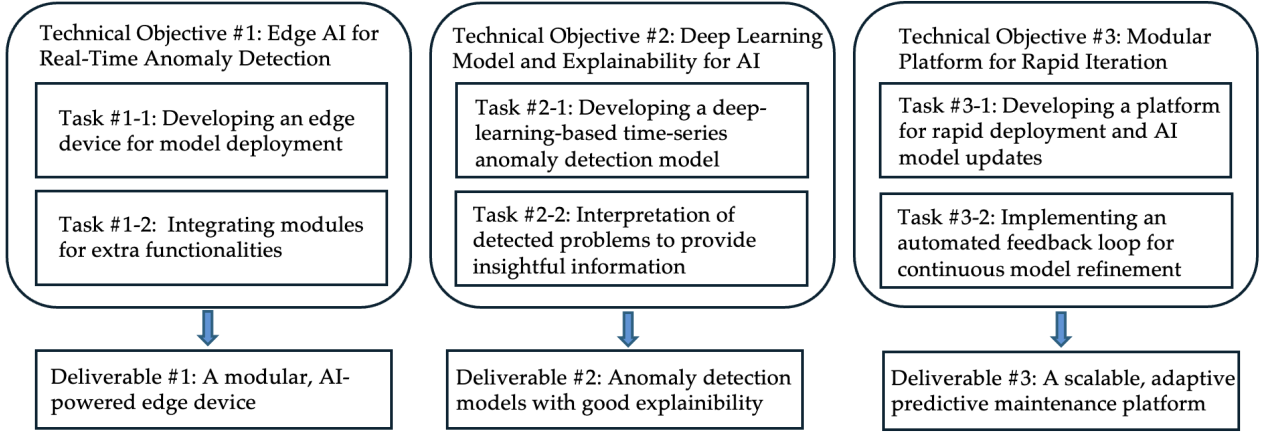 Technical Objective #1: Edge AI for
Real-Time Anomaly Detection
Task #1-1: Developing an edge
device for model deployment
Task #1-2: Integrating modules
for extra functionalities
Deliverable #1: A modular, AI-
powered edge device
Technical Objective #2: Deep Learning
Model and Explainability for AI
Task #2-1: Developing a deep-
learning-based time-series
anomaly detection model
Task #2-2: Interpretation of
detected problems to provide
insightful information
Deliverable #2: Anomaly detection
models with good explainibility
Technical Objective #3: Modular
Platform for Rapid Iteration
Task #3-1: Developing a platform
for rapid deployment and AI
model updates
Task #3-2: Implementing an
automated feedback loop for
continuous model refinement
Deliverable #3: A scalable, adaptive
predictive maintenance platform